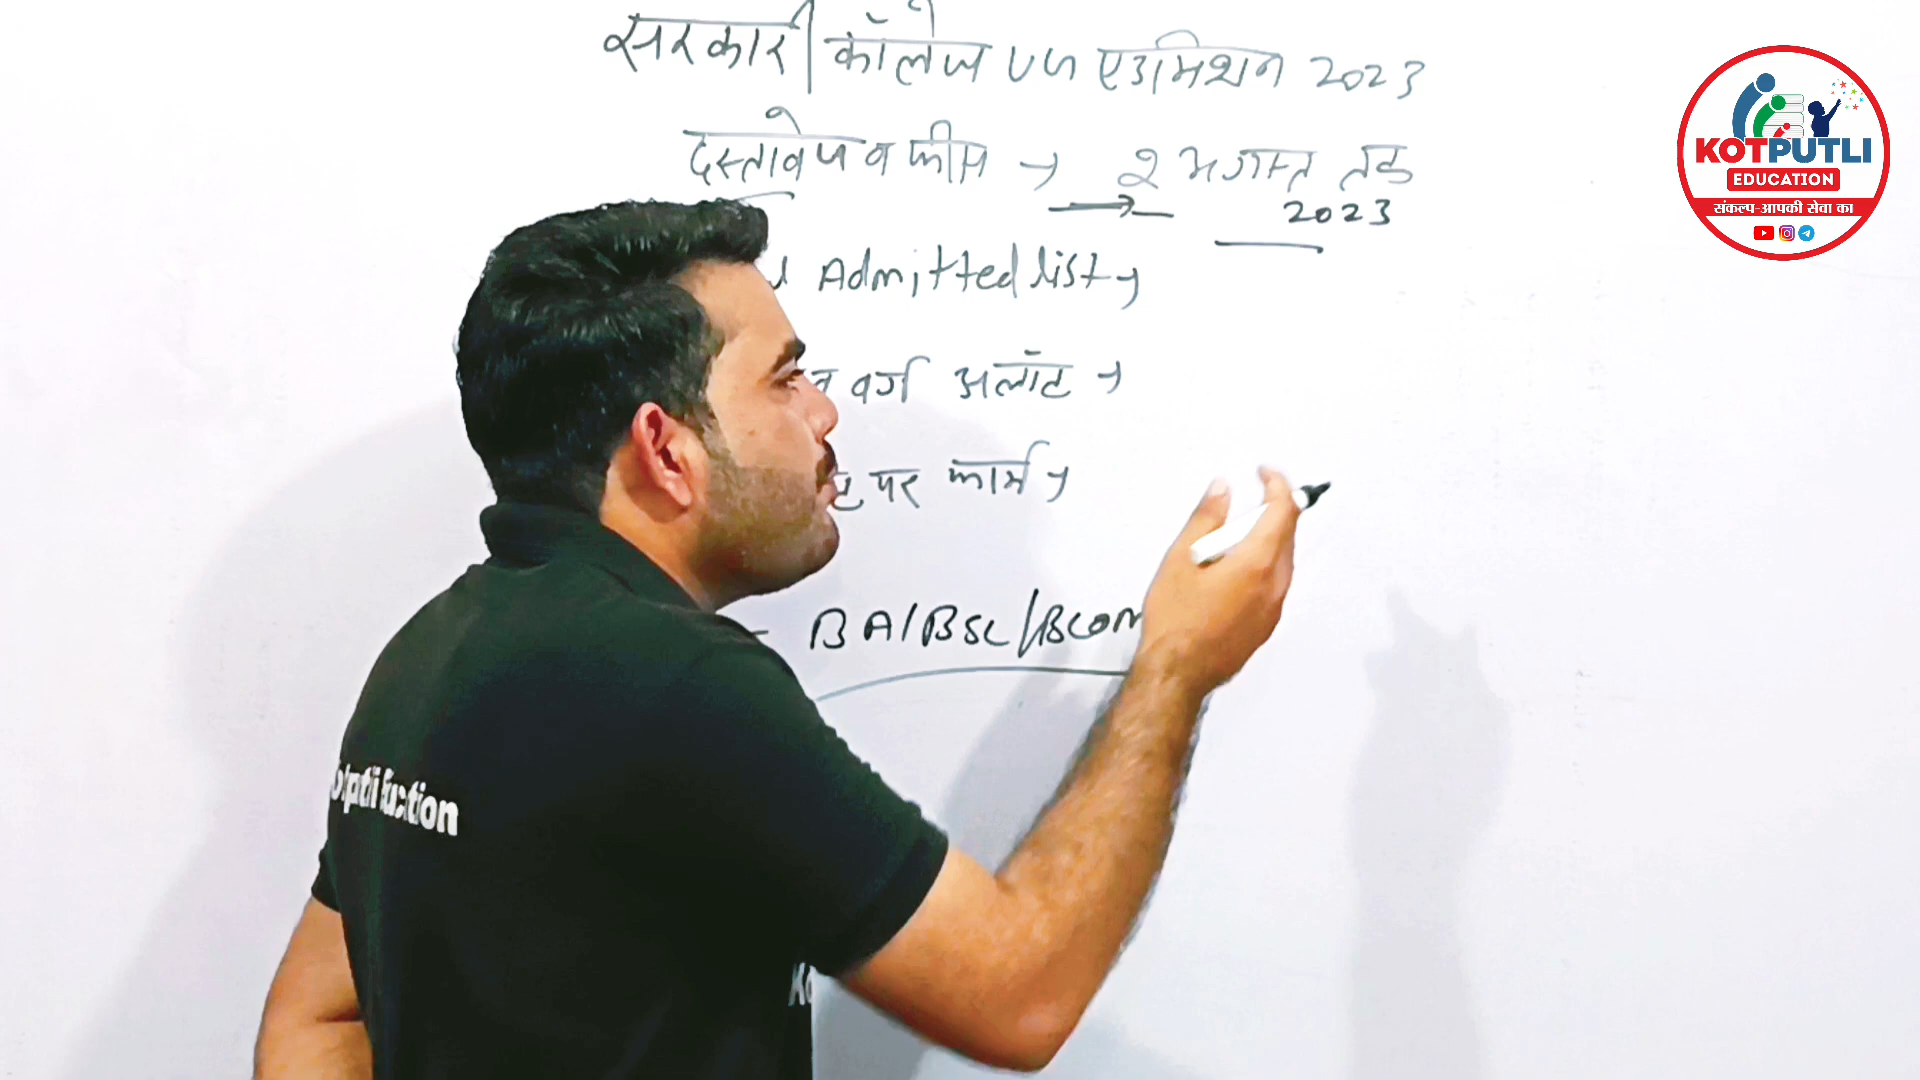 सरकारी कॉलेज UG एडमिशन 2023
दस्तावेज व फीस → 2 अगस्त तक
2023
Admitted list →
वर्ग अलॉट →
पर फार्म →
BA/BSC/BCOM
KOTPUTLI
EDUCATION
संकल्प-आपकी सेवा का